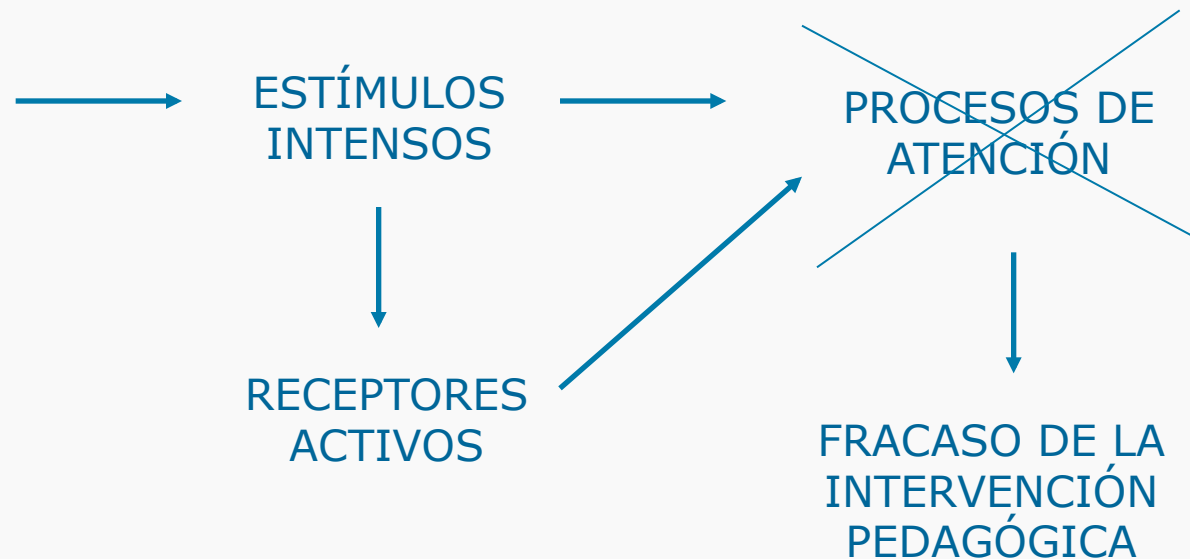 ESTÍMULOS
INTENSOS
PROCESOS DE
ATENCIÓN
RECEPTORES
ACTIVOS
FRACASO DE LA
INTERVENCIÓN
PEDAGÓGICA